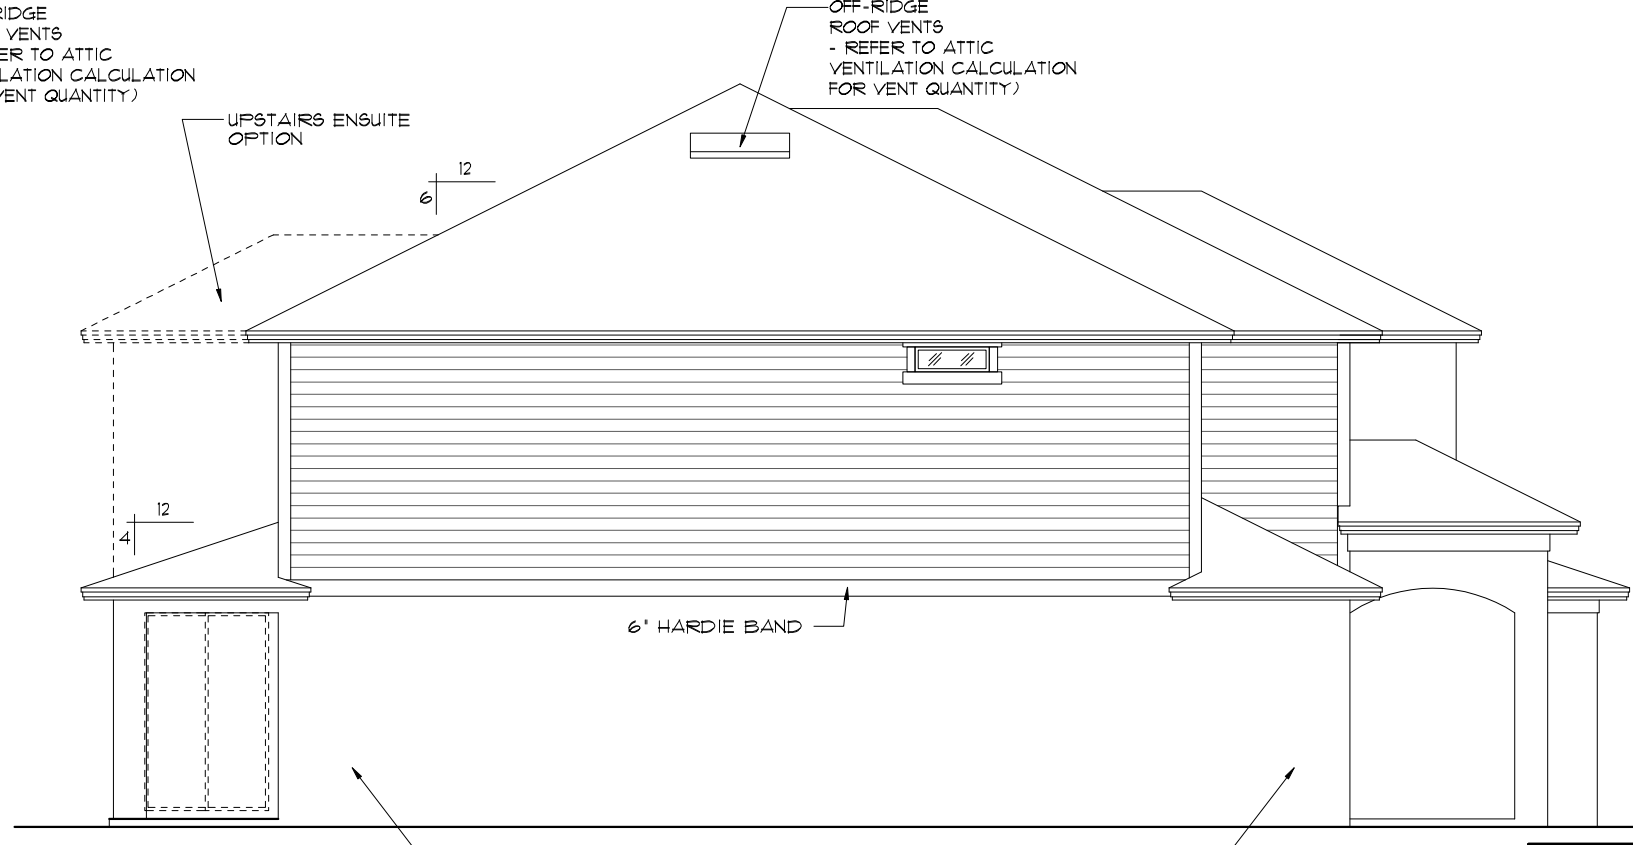 RIDGE
VENTS
ER TO ATTIC
LATION CALCULATION
VENT QUANTITY)
OFF-RIDGE
ROOF VENTS
- REFER TO ATTIC
VENTILATION CALCULATION
FOR VENT QUANTITY)
UPSTAIRS ENSUITE
OPTION
12
6
12
4
6" HARDIE BAND